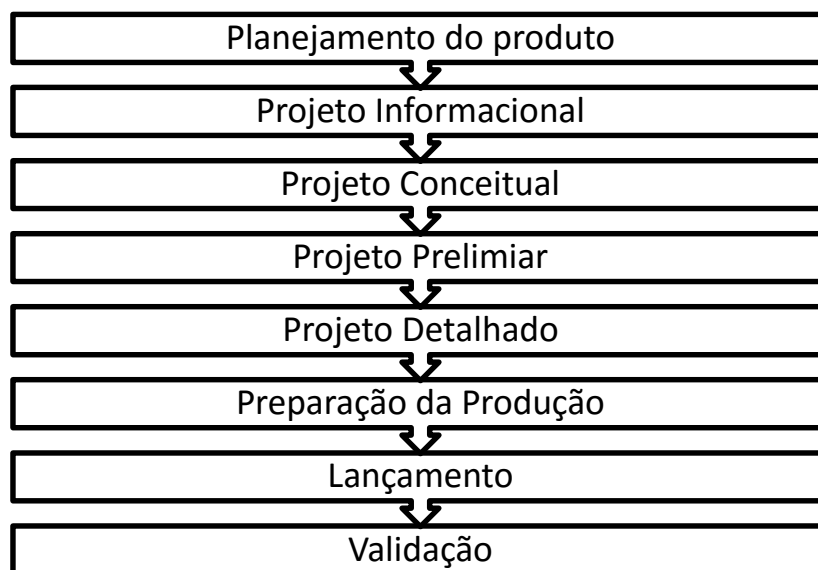 Planejamento do produto
Projeto Informacional
Projeto Conceitual
Projeto Prelimiar
Projeto Detalhado
Preparação da Produção
Lançamento
Validação